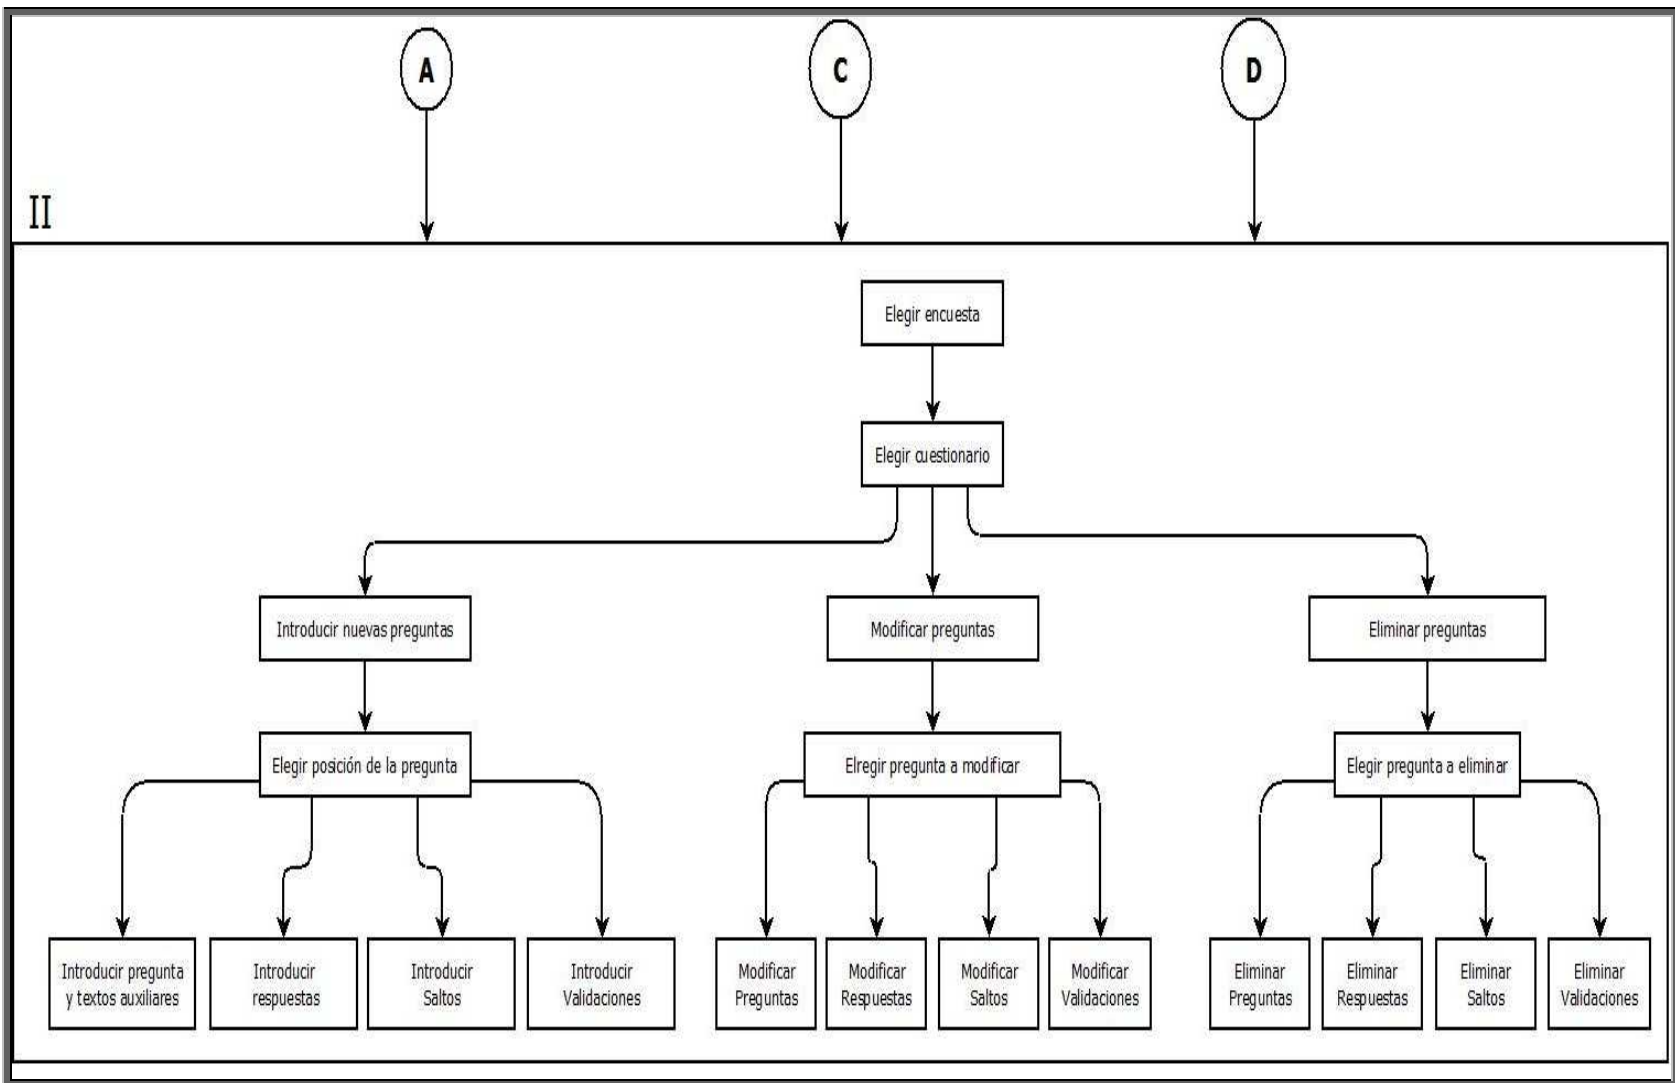 A
C
D
II
Elegir encuesta
Elegir cuestionario
Introducir nuevas preguntas
Modificar preguntas
Eliminar preguntas
Elegir posición de la pregunta
Elregir pregunta a modificar
Elegir pregunta a eliminar
Introducir pregunta
y textos auxiliares
Introducir
respuestas
Introducir
Saltos
Introducir
Validaciones
Modificar
Preguntas
Modificar
Respuestas
Modificar
Saltos
Modificar
Validaciones
Eliminar
Preguntas
Eliminar
Respuestas
Eliminar
Saltos
Eliminar
Validaciones